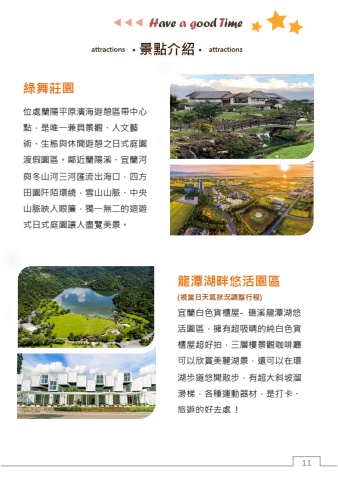 Have a good Time
attractions •景點介紹• attractions
綠舞莊園
位處蘭陽平原濱海遊憩區帶中心
點，是唯一兼具景觀、人文藝
術、生態與休閒遊憩之日式庭園
渡假園區。鄰近蘭陽溪、宜蘭河
與冬山河三河匯流出海口，四方
田園阡陌環繞，雪山山脈、中央
山脈映入眼簾，獨一無二的迴遊
式日式庭園讓人盡覽美景。
龍潭湖畔悠活園區
(視當日天氣狀況調整行程)
宜蘭白色貨櫃屋- 礁溪龍潭湖悠
活園區，擁有超吸睛的純白色貨
櫃屋超好拍，三層樓景觀咖啡廳
可以欣賞美麗湖景，還可以在環
湖步道悠閒散步，有超大斜坡溜
滑梯，各種運動器材，是打卡、
旅遊的好去處！
11